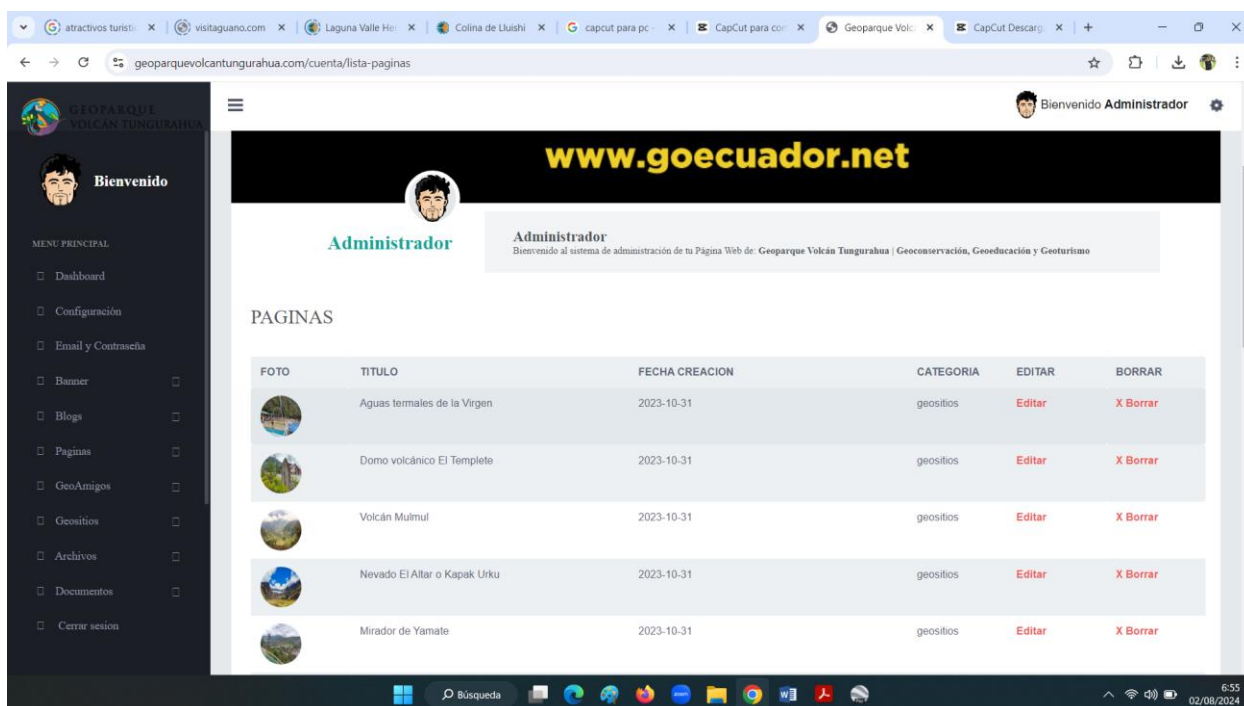 atractivos turístic
visitaguano.com
Laguna Valle He
Colina de Lluishi
capcut para pc -
CapCut para com
Geoparque Volc
CapCut Descarg
geoparquevolcantungurahua.com/cuenta/lista-paginas
GEOPARQUE
VOLCÁN TUNGURAHUA
Bienvenido Administrador
Bienvenido
www.goecuador.net
Administrador
Administrador
Bienvenido al sistema de administración de tu Página Web de: Geoparque Volcán Tungurahua | Geoconservación, Geoeducación y Geoturismo
MENU PRINCIPAL
Dashboard
Configuración
Email y Contraseña
Banner
Blogs
Paginas
GeoAmigos
Geositios
Archivos
Documentos
Cerrar sesion
PAGINAS
FOTO TITULO FECHA CREACION CATEGORIA EDITAR BORRAR
Aguas termales de la Virgen 2023-10-31 geositios Editar X Borrar
Domo volcánico El Templete 2023-10-31 geositios Editar X Borrar
Volcán Mulmul 2023-10-31 geositios Editar X Borrar
Nevado El Altar o Kapak Urku 2023-10-31 geositios Editar X Borrar
Mirador de Yamate 2023-10-31 geositios Editar X Borrar
Búsqueda
zoom
6:55
02/08/2024